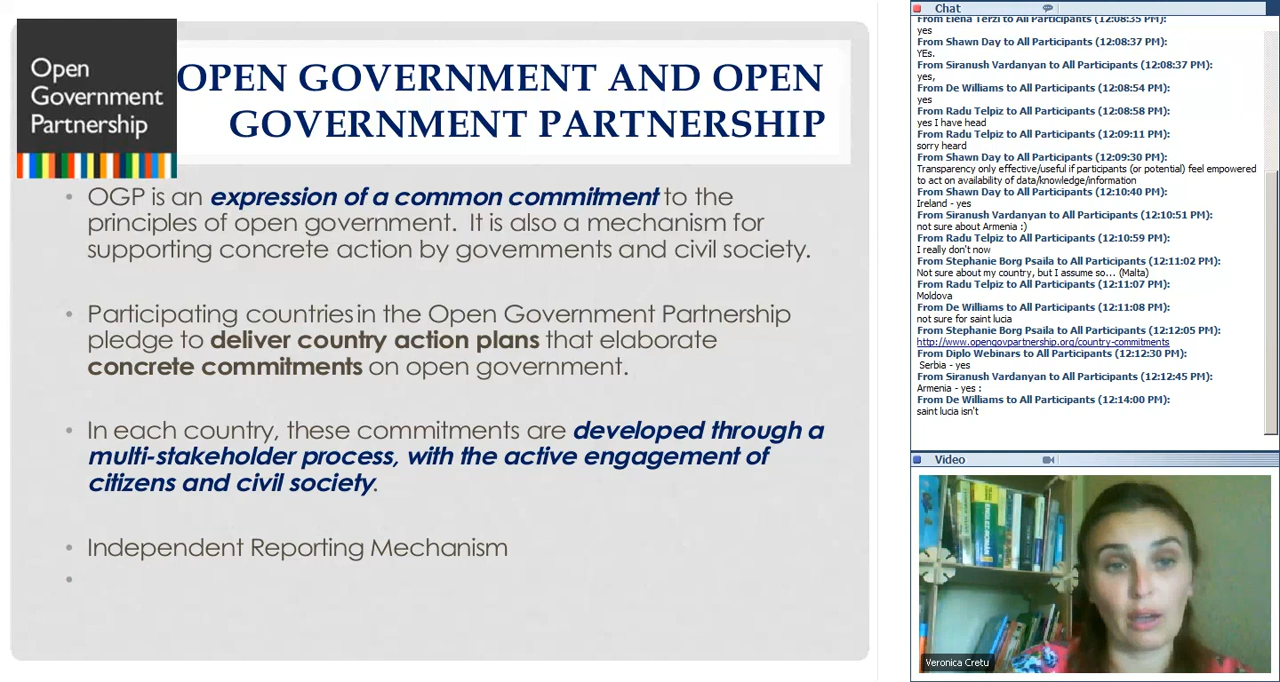 Open
Government
Partnership
OPEN GOVERNMENT AND OPEN
GOVERNMENT PARTNERSHIP
• OGP is an expression of a common commitment to the
principles of open government.  It is also a mechanism for
supporting concrete action by governments and civil society.
• Participating countries in the Open Government Partnership
pledge to deliver country action plans that elaborate
concrete commitments on open government.
• In each country, these commitments are developed through a
multi-stakeholder process, with the active engagement of
citizens and civil society.
• Independent Reporting Mechanism
•
Chat
From Elena Terzi to All Participants (12:08:35 PM):
yes
From Shawn Day to All Participants (12:08:37 PM):
YEs.
From Siranush Vardanyan to All Participants (12:08:37 PM):
yes,
From De Williams to All Participants (12:08:54 PM):
yes
From Radu Telpiz to All Participants (12:08:58 PM):
yes I have head
From Radu Telpiz to All Participants (12:09:11 PM):
sorry heard
From Shawn Day to All Participants (12:09:30 PM):
Transparency only effective/useful if participants (or potential) feel empowered
to act on availability of data/knowledge/information
From Shawn Day to All Participants (12:10:40 PM):
Ireland - yes
From Siranush Vardanyan to All Participants (12:10:51 PM):
not sure about Armenia :)
From Radu Telpiz to All Participants (12:10:59 PM):
I really don't now
From Stephanie Borg Psaila to All Participants (12:11:02 PM):
Not sure about my country, but I assume so... (Malta)
From Radu Telpiz to All Participants (12:11:07 PM):
Moldova
From De Williams to All Participants (12:11:08 PM):
not sure for saint lucia
From Stephanie Borg Psaila to All Participants (12:12:05 PM):
http://www.opengovpartnership.org/country-commitments
From Diplo Webinars to All Participants (12:12:30 PM):
Serbia - yes
From Siranush Vardanyan to All Participants (12:12:45 PM):
Armenia - yes :
From De Williams to All Participants (12:14:00 PM):
saint lucia isn't
Video
Veronica Cretu